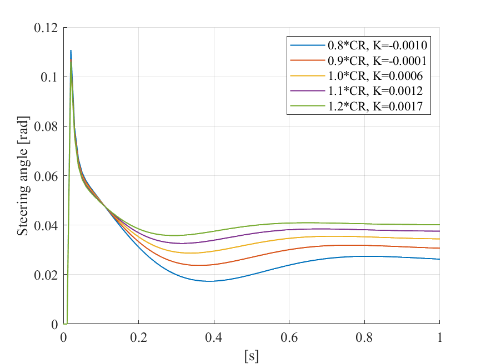 0.12
0.1
0.08
0.06
0.04
0.02
0
Steering angle [rad]
0.8*CR, K=-0.0010
0.9*CR, K=-0.0001
1.0*CR, K=0.0006
1.1*CR, K=0.0012
1.2*CR, K=0.0017
0 0.2 0.4 0.6 0.8 1
[s]